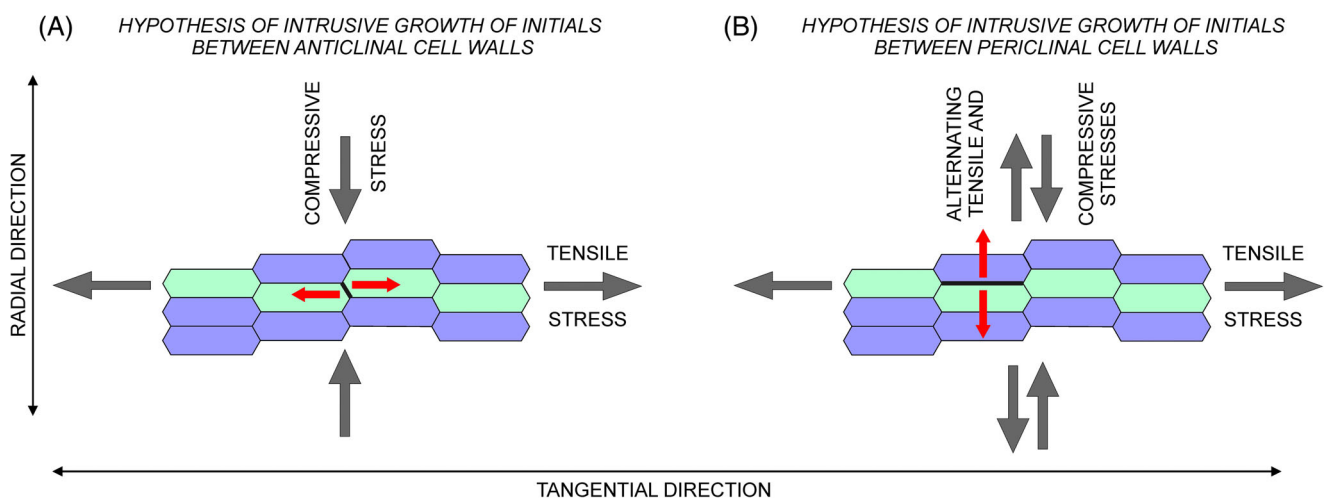 (A)
HYPOTHESIS OF INTRUSIVE GROWTH OF INITIALS
BETWEEN ANTICLINAL CELL WALLS
RADIAL DIRECTION
COMPRESSIVE
STRESS
TENSILE
STRESS
(B)
HYPOTHESIS OF INTRUSIVE GROWTH OF INITIALS
BETWEEN PERICLINAL CELL WALLS
ALTERNATING
TENSILE AND
COMPRESSIVE
STRESSES
TENSILE
STRESS
TANGENTIAL DIRECTION